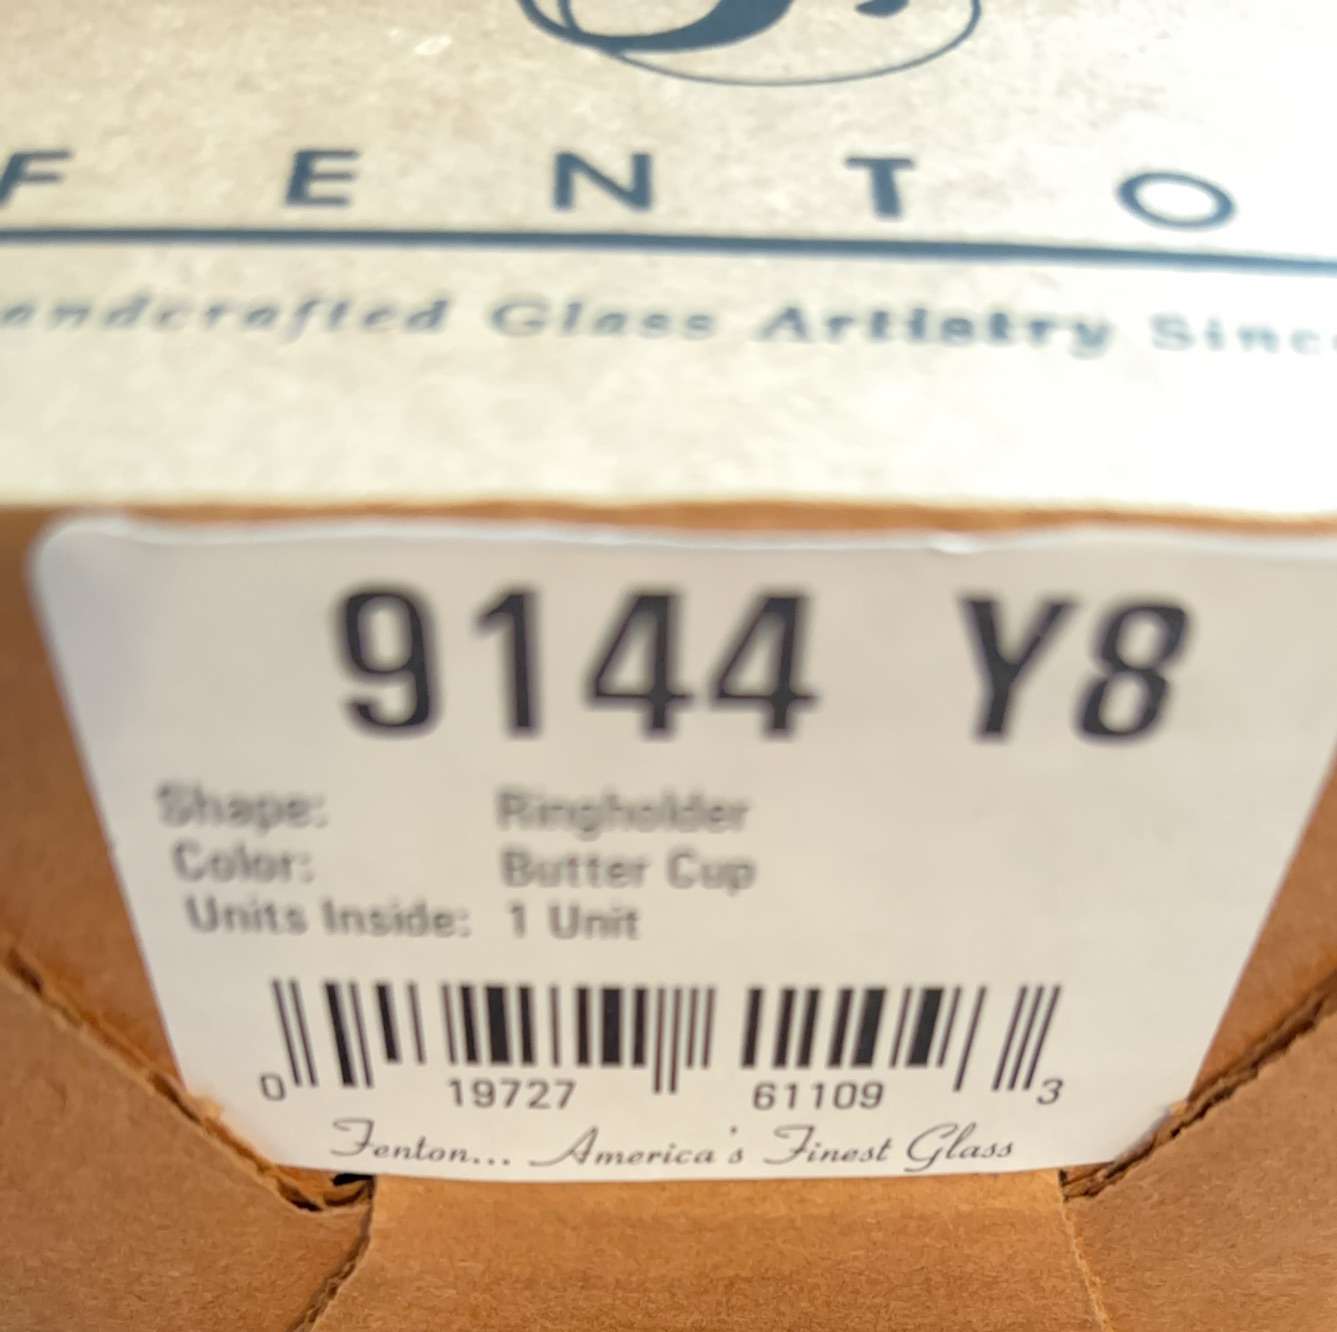 F E N T O
andcrafted Glass Artistry Sinc
9144 Y8
Shape: Ringholder
Color: Butter Cup
Units Inside: 1 Unit
0 19727 61109 3
Fenton... America's Finest Glass